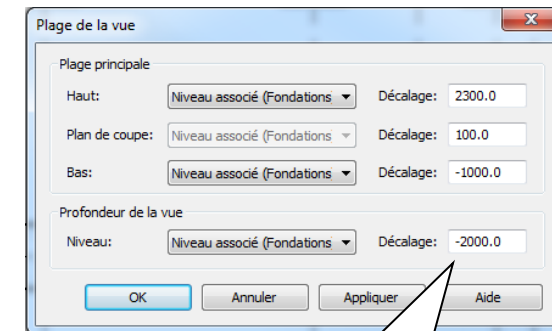 Plage de la vue
Plage principale
Haut: Niveau associé (Fondations Décalage: 2300.0
Plan de coupe: Niveau associé (Fondations Décalage: 100.0
Bas: Niveau associé (Fondations Décalage: -1000.0
Profondeur de la vue
Niveau: Niveau associé (Fondations Décalage: -2000.0
OK Annuler Appliquer Aide